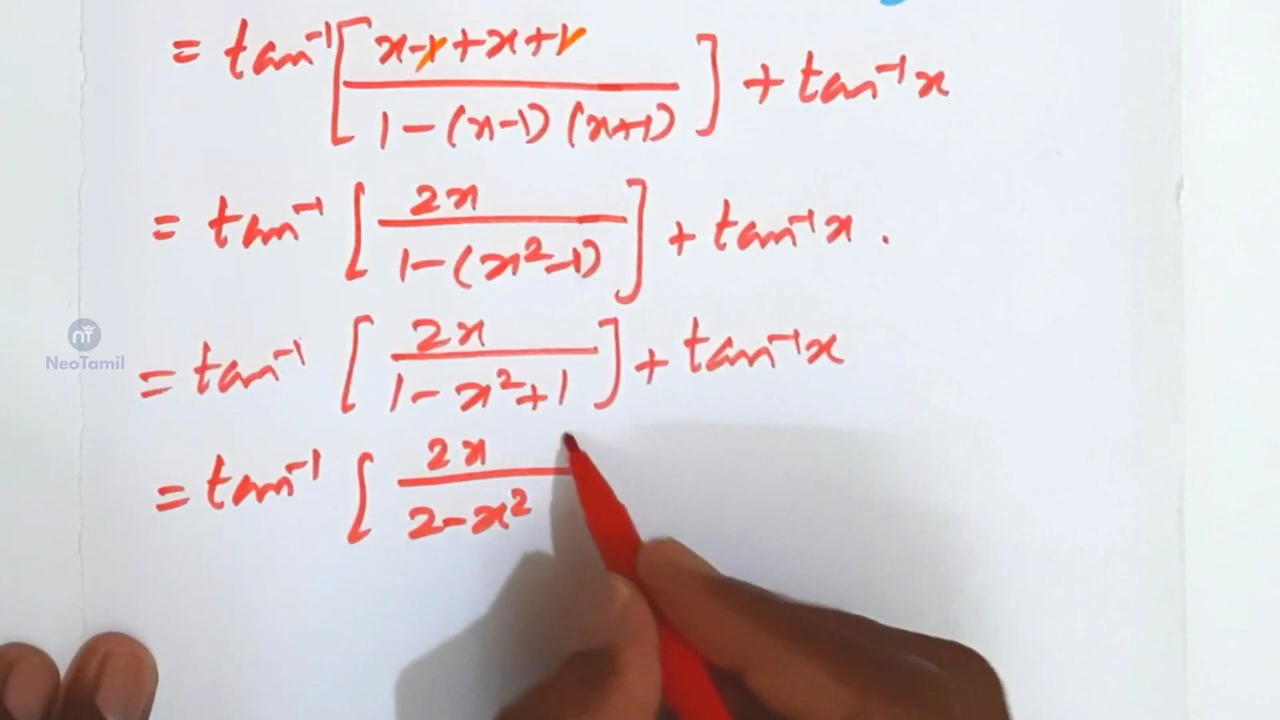 = tan⁻¹[x-1+x+1 / 1-(x-1)(x+1)] + tan⁻¹x
= tan⁻¹[2x / 1-(x²-1)] + tan⁻¹x.
= tan⁻¹[2x / 1-x²+1] + tan⁻¹x
= tan⁻¹[2x / 2-x²
nT
NeoTamil